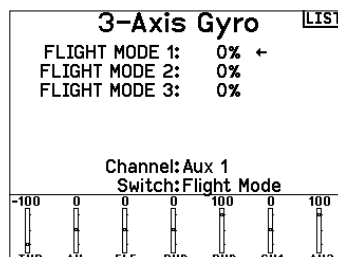 3-Axis Gyro
LIST
FLIGHT MODE 1: 0% ←
FLIGHT MODE 2: 0%
FLIGHT MODE 3: 0%
Channel: Aux 1
Switch: Flight Mode
-100 0 0 0 100 0 100